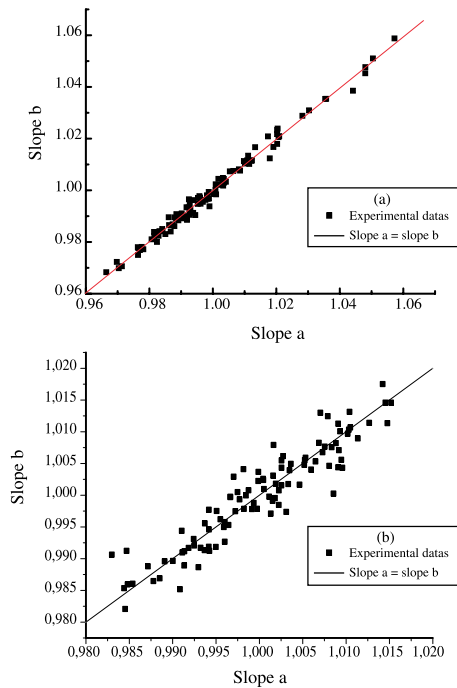 1.06
1.04
1.02
1.00
0.98
0.96
Slope b
(a)
Experimental datas
Slope a = slope b
0.96 0.98 1.00 1.02 1.04 1.06
Slope a
1,020
1,015
1,010
1,005
1,000
0,995
0,990
0,985
0,980
Slope b
(b)
Experimental datas
Slope a = slope b
0,980 0,985 0,990 0,995 1,000 1,005 1,010 1,015 1,020
Slope a